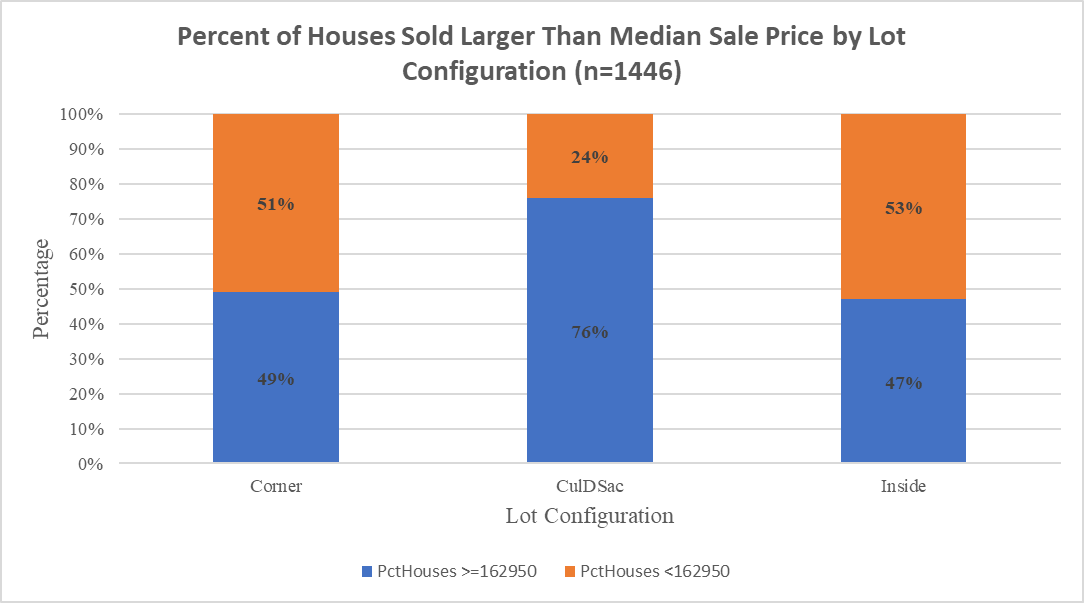 Percent of Houses Sold Larger Than Median Sale Price by Lot
Configuration (n=1446)
Percentage
100%
90%
80%
70%
60%
50%
40%
30%
20%
10%
0%
51%
49%
24%
76%
53%
47%
Corner
CulDSac
Inside
Lot Configuration
PctHouses >=162950
PctHouses <162950